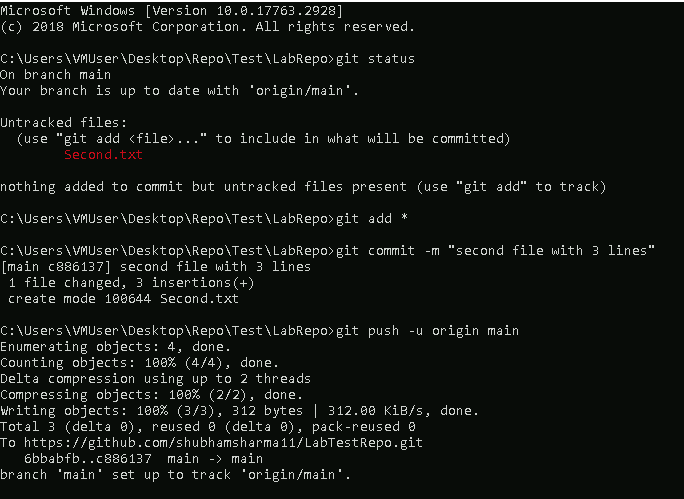 Microsoft Windows [Version 10.0.17763.2928]
(c) 2018 Microsoft Corporation. All rights reserved.
C:\Users\VMUser\Desktop\Repo\Test\LabRepo>git status
On branch main
Your branch is up to date with 'origin/main'.
Untracked files:
(use "git add <file>..." to include in what will be committed)
Second.txt
nothing added to commit but untracked files present (use "git add" to track)
C:\Users\VMUser\Desktop\Repo\Test\LabRepo>git add *
C:\Users\VMUser\Desktop\Repo\Test\LabRepo>git commit -m "second file with 3 lines"
[main c886137] second file with 3 lines
1 file changed, 3 insertions(+)
create mode 100644 Second.txt
C:\Users\VMUser\Desktop\Repo\Test\LabRepo>git push -u origin main
Enumerating objects: 4, done.
Counting objects: 100% (4/4), done.
Delta compression using up to 2 threads
Compressing objects: 100% (2/2), done.
Writing objects: 100% (3/3), 312 bytes | 312.00 KiB/s, done.
Total 3 (delta 0), reused 0 (delta 0), pack-reused 0
To https://github.com/shubhamsharma11/LabTestRepo.git
6bbabfb..c886137  main -> main
branch 'main' set up to track 'origin/main'.